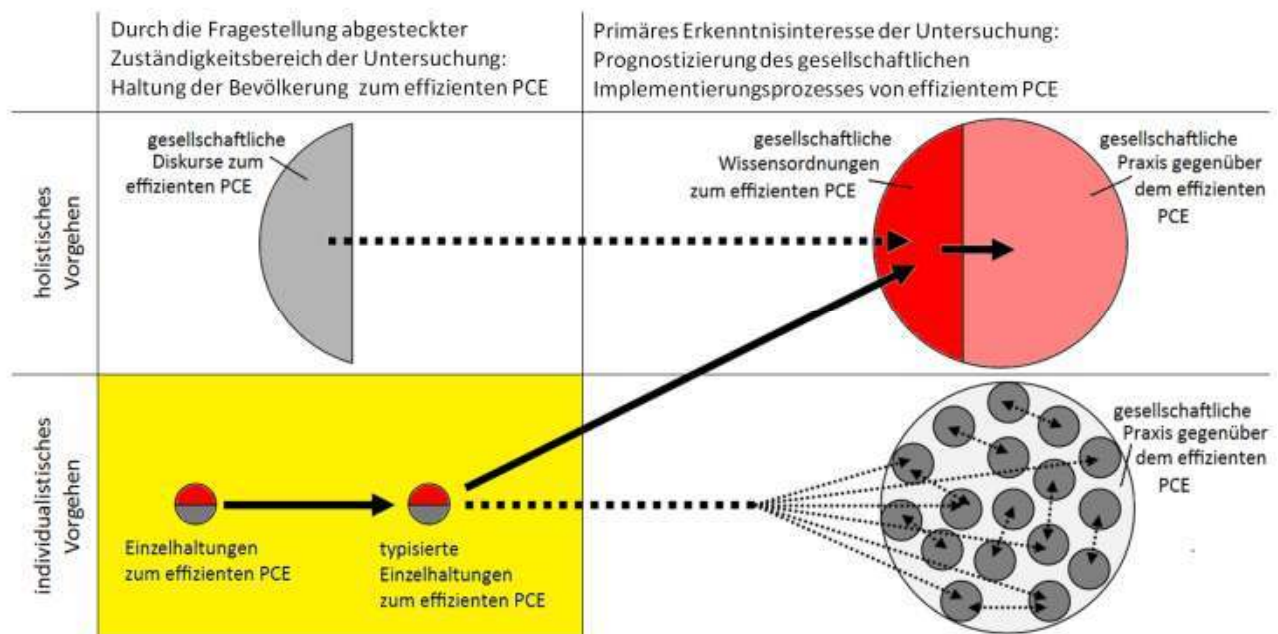 Durch die Fragestellung abgesteckter
Zuständigkeitsbereich der Untersuchung:
Haltung der Bevölkerung zum effizienten PCE
Primäres Erkenntnisinteresse der Untersuchung:
Prognostizierung des gesellschaftlichen
Implementierungsprozesses von effizientem PCE
holistisches
Vorgehen
gesellschaftliche
Diskurse zum
effizienten PCE
gesellschaftliche
Wissensordnungen
zum effizienten PCE
gesellschaftliche
Praxis gegenüber
dem effizienten
PCE
individualistisches
Vorgehen
Einzelhaltungen
zum effizienten PCE
typisierte
Einzelhaltungen
zum effizienten PCE
gesellschaftliche
Praxis gegenüber
dem effizienten
PCE